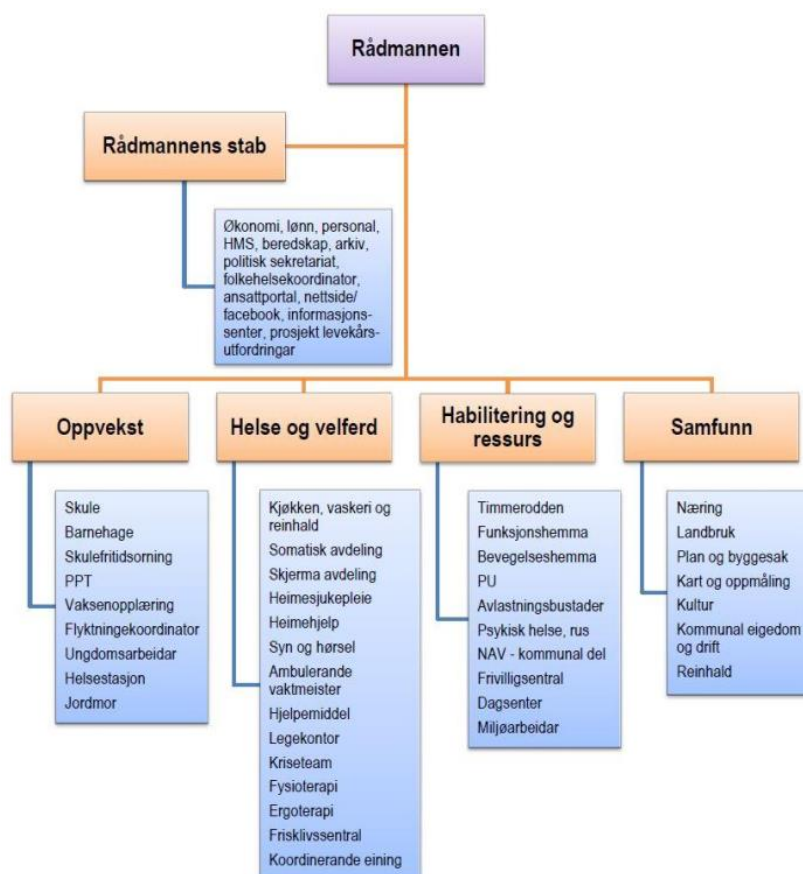 Rådmannen
Rådmannens stab
Økonomi, lønn, personal,
HMS, beredskap, arkiv,
politisk sekretariat,
folkehelsekoordinator,
ansattportal, nettside/
facebook, informasjons-
senter, prosjekt levekårs-
utfordringar
Oppvekst
Skule
Barnehage
Skulefritidsorning
PPT
Vaksenopplæring
Flyktningekoordinator
Ungdomsarbeidar
Helsestasjon
Jordmor
Helse og velferd
Kjøkken, vaskeri og
reinhald
Somatisk avdeling
Skjerma avdeling
Heimesjukepleie
Heimehjelp
Syn og hørsel
Ambulerande
vaktmeister
Hjelpemiddel
Legekontor
Kriseteam
Fysioterapi
Ergoterapi
Frisklivssentral
Koordinerande eining
Habilitering og
ressurs
Timmerodden
Funksjonshemma
Bevegelseshemma
PU
Avlastningsbustader
Psykisk helse, rus
NAV - kommunal del
Frivilligsentral
Dagsenter
Miljøarbeidar
Samfunn
Næring
Landbruk
Plan og byggesak
Kart og oppmåling
Kultur
Kommunal eigedom
og drift
Reinhald